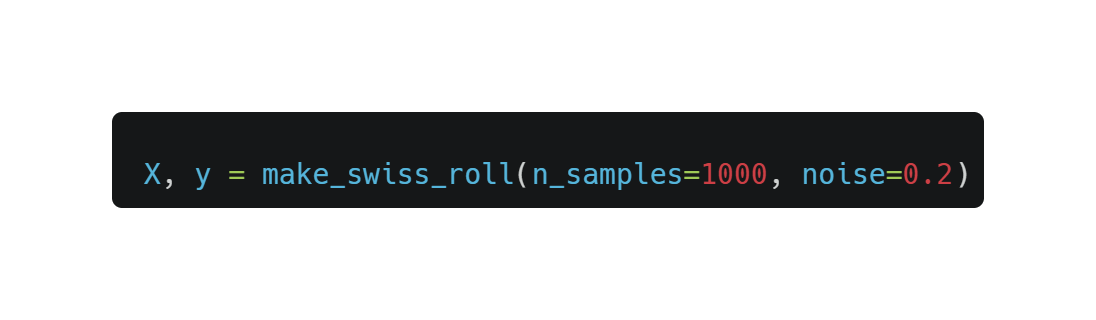 X, y = make_swiss_roll(n_samples=1000, noise=0.2)